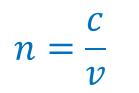 n = c/v